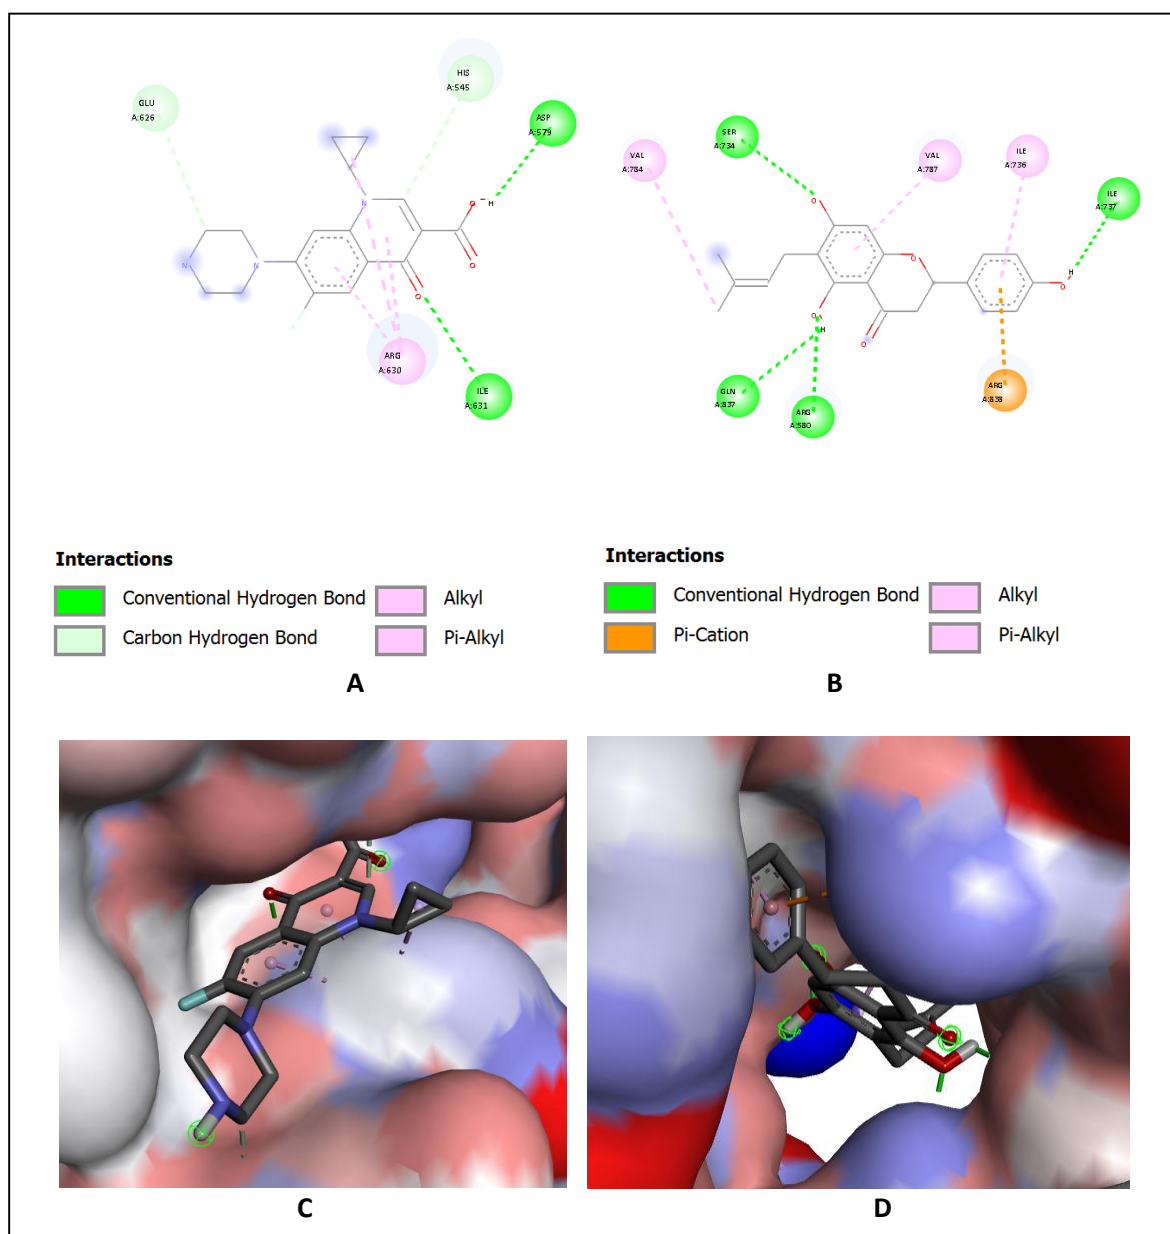 HIS
A:545
GLU
A:626
ASP
A:579
N
O
H
O
O
N
N
ARG
A:630
ILE
A:631
SER
A:734
VAL
A:784
VAL
A:787
ILE
A:736
ILE
A:737
O
O
H
O
O
H
O
GLN
A:837
ARG
A:580
ARG
A:838
Interactions
Conventional Hydrogen Bond
Alkyl
Carbon Hydrogen Bond
Pi-Alkyl
A
Interactions
Conventional Hydrogen Bond
Alkyl
Pi-Cation
Pi-Alkyl
B
C
D